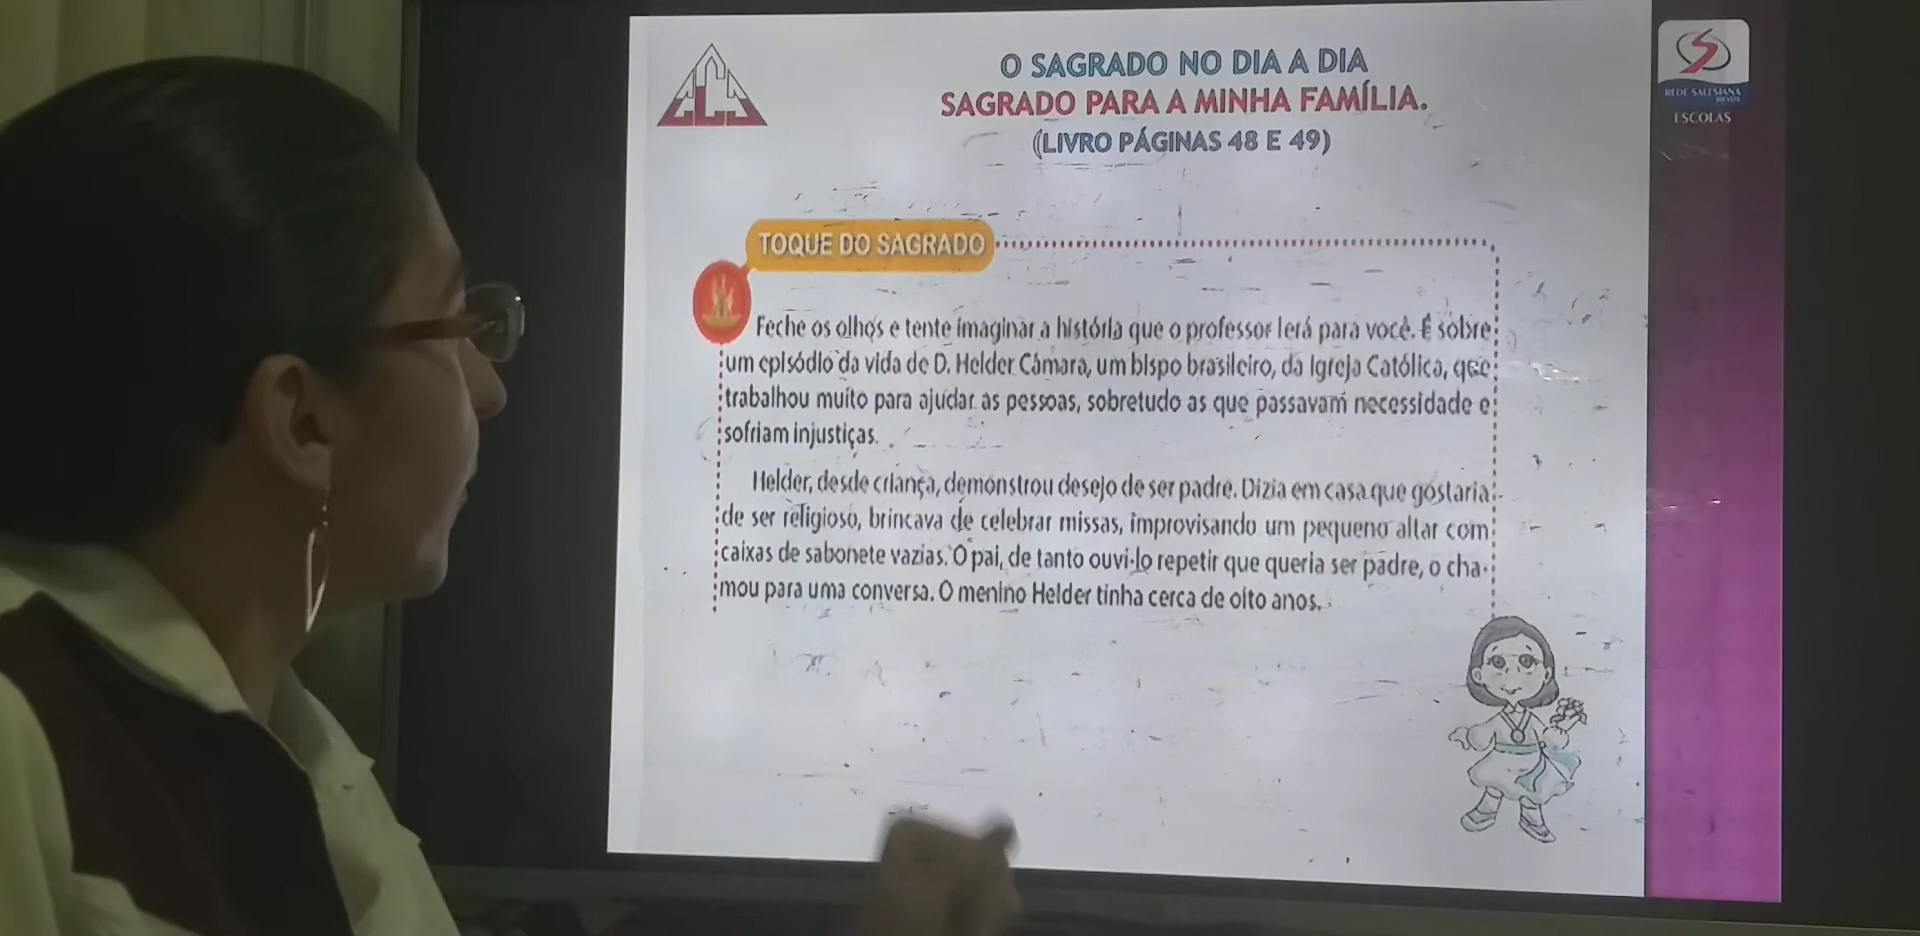 O SAGRADO NO DIA A DIA
SAGRADO PARA A MINHA FAMÍLIA.
(LIVRO PÁGINAS 48 E 49)
REDE SALESIANA
BRASIL
ESCOLAS
TOQUE DO SAGRADO
Feche os olhos e tente imaginar a história que o professor lerá para você. É sobre
um episódio da vida de D. Helder Câmara, um bispo brasileiro, da Igreja Católica, que
trabalhou muito para ajudar as pessoas, sobretudo as que passavam necessidade e
sofriam injustiças.
Helder, desde criança, demonstrou desejo de ser padre. Dizia em casa que gostaria
de ser religioso, brincava de celebrar missas, improvisando um pequeno altar com
caixas de sabonete vazias. O pai, de tanto ouvi-lo repetir que queria ser padre, o cha-
mou para uma conversa. O menino Helder tinha cerca de oito anos.